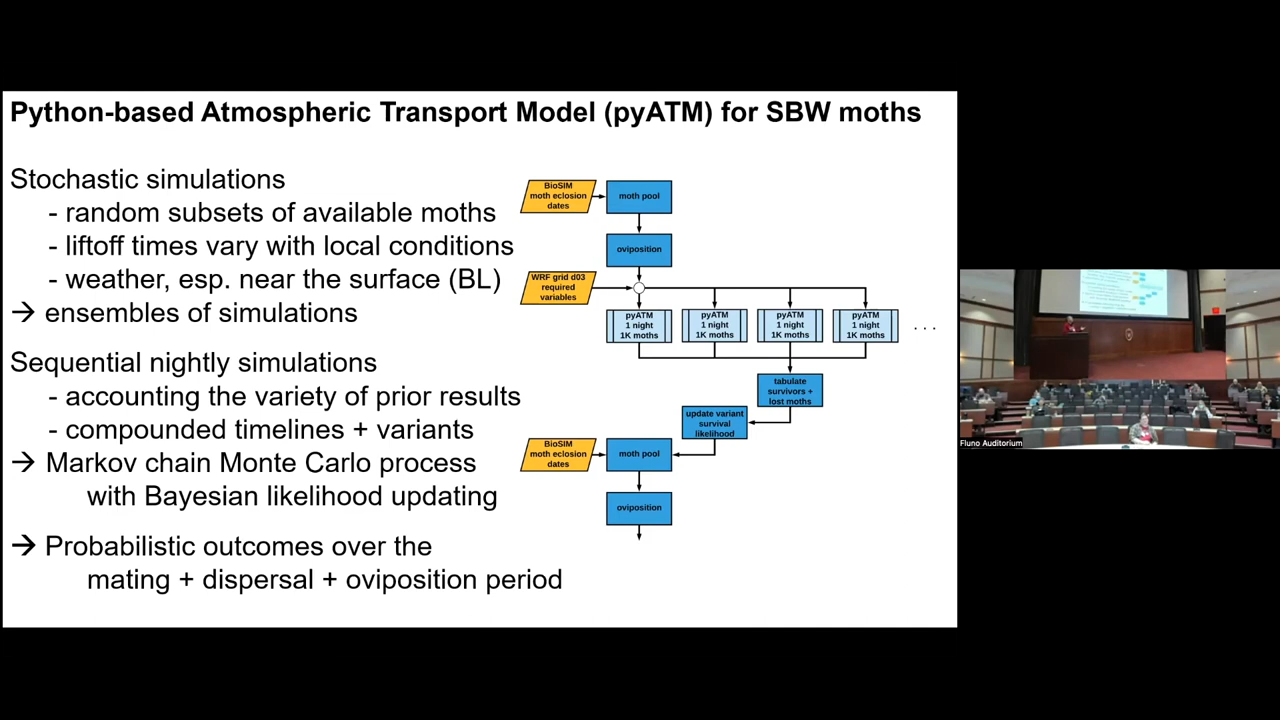 Python-based Atmospheric Transport Model (pyATM) for SBW moths
Stochastic simulations
- random subsets of available moths
- liftoff times vary with local conditions
- weather, esp. near the surface (BL)
→ ensembles of simulations
Sequential nightly simulations
- accounting the variety of prior results
- compounded timelines + variants
→ Markov chain Monte Carlo process
with Bayesian likelihood updating
→ Probabilistic outcomes over the
mating + dispersal + oviposition period
BioSIM
moth eclosion
dates
moth pool
oviposition
WRF grid d03
required
variables
pyATM
1 night
1K moths
pyATM
1 night
1K moths
pyATM
1 night
1K moths
pyATM
1 night
1K moths
. . .
tabulate
survivors +
lost moths
update variant
survival
likelihood
BioSIM
moth eclosion
dates
moth pool
oviposition
Fluno Auditorium